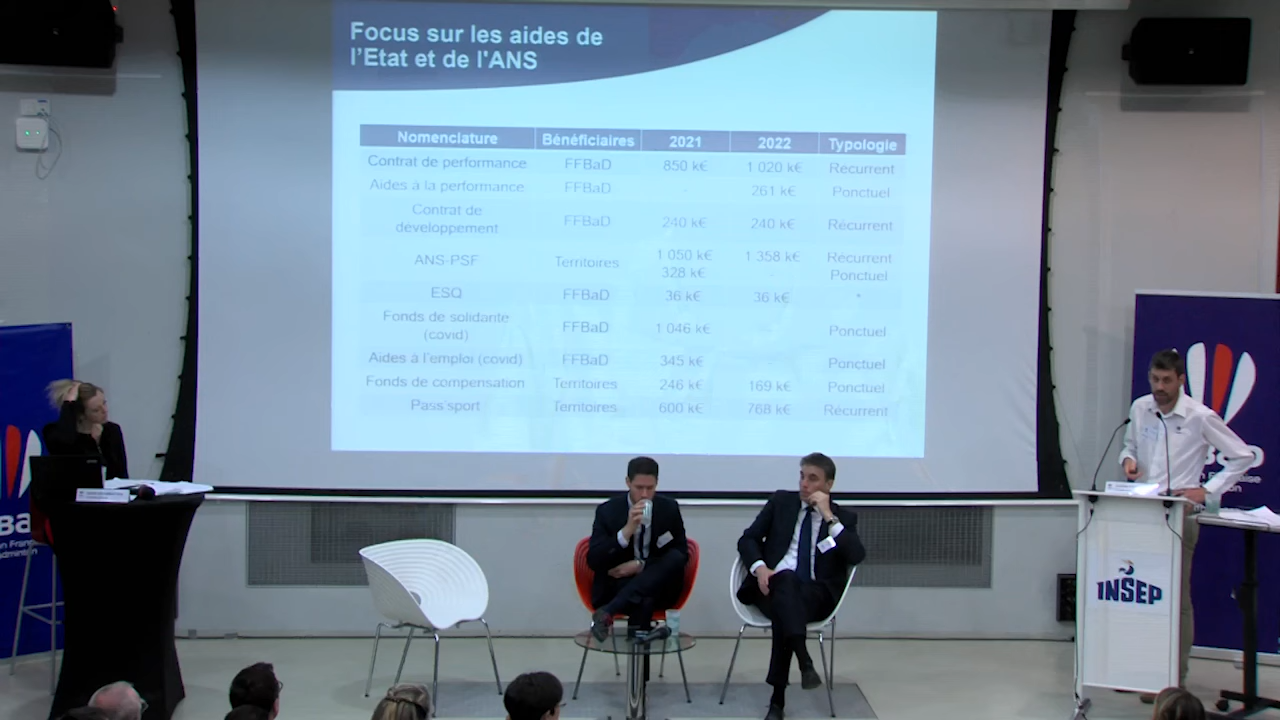 Focus sur les aides de
l'Etat et de l'ANS
Nomenclature Bénéficiaires 2021 2022 Typologie
Contrat de performance FFBaD 850 k€ 1 020 k€ Récurrent
Aides à la performance FFBaD - 261 k€ Ponctuel
Contrat de
développement FFBaD 240 k€ 240 k€ Récurrent
ANS-PSF Territoires 1 050 k€ 1 358 k€ Récurrent
328 k€ - Ponctuel
ESQ FFBaD 36 k€ 36 k€ *
Fonds de solidarité
(covid) FFBaD 1 046 k€ Ponctuel
Aides à l'emploi (covid) FFBaD 345 k€ - Ponctuel
Fonds de compensation Territoires 246 k€ 169 k€ Ponctuel
Pass'sport Territoires 600 k€ 768 k€ Récurrent
INSEP